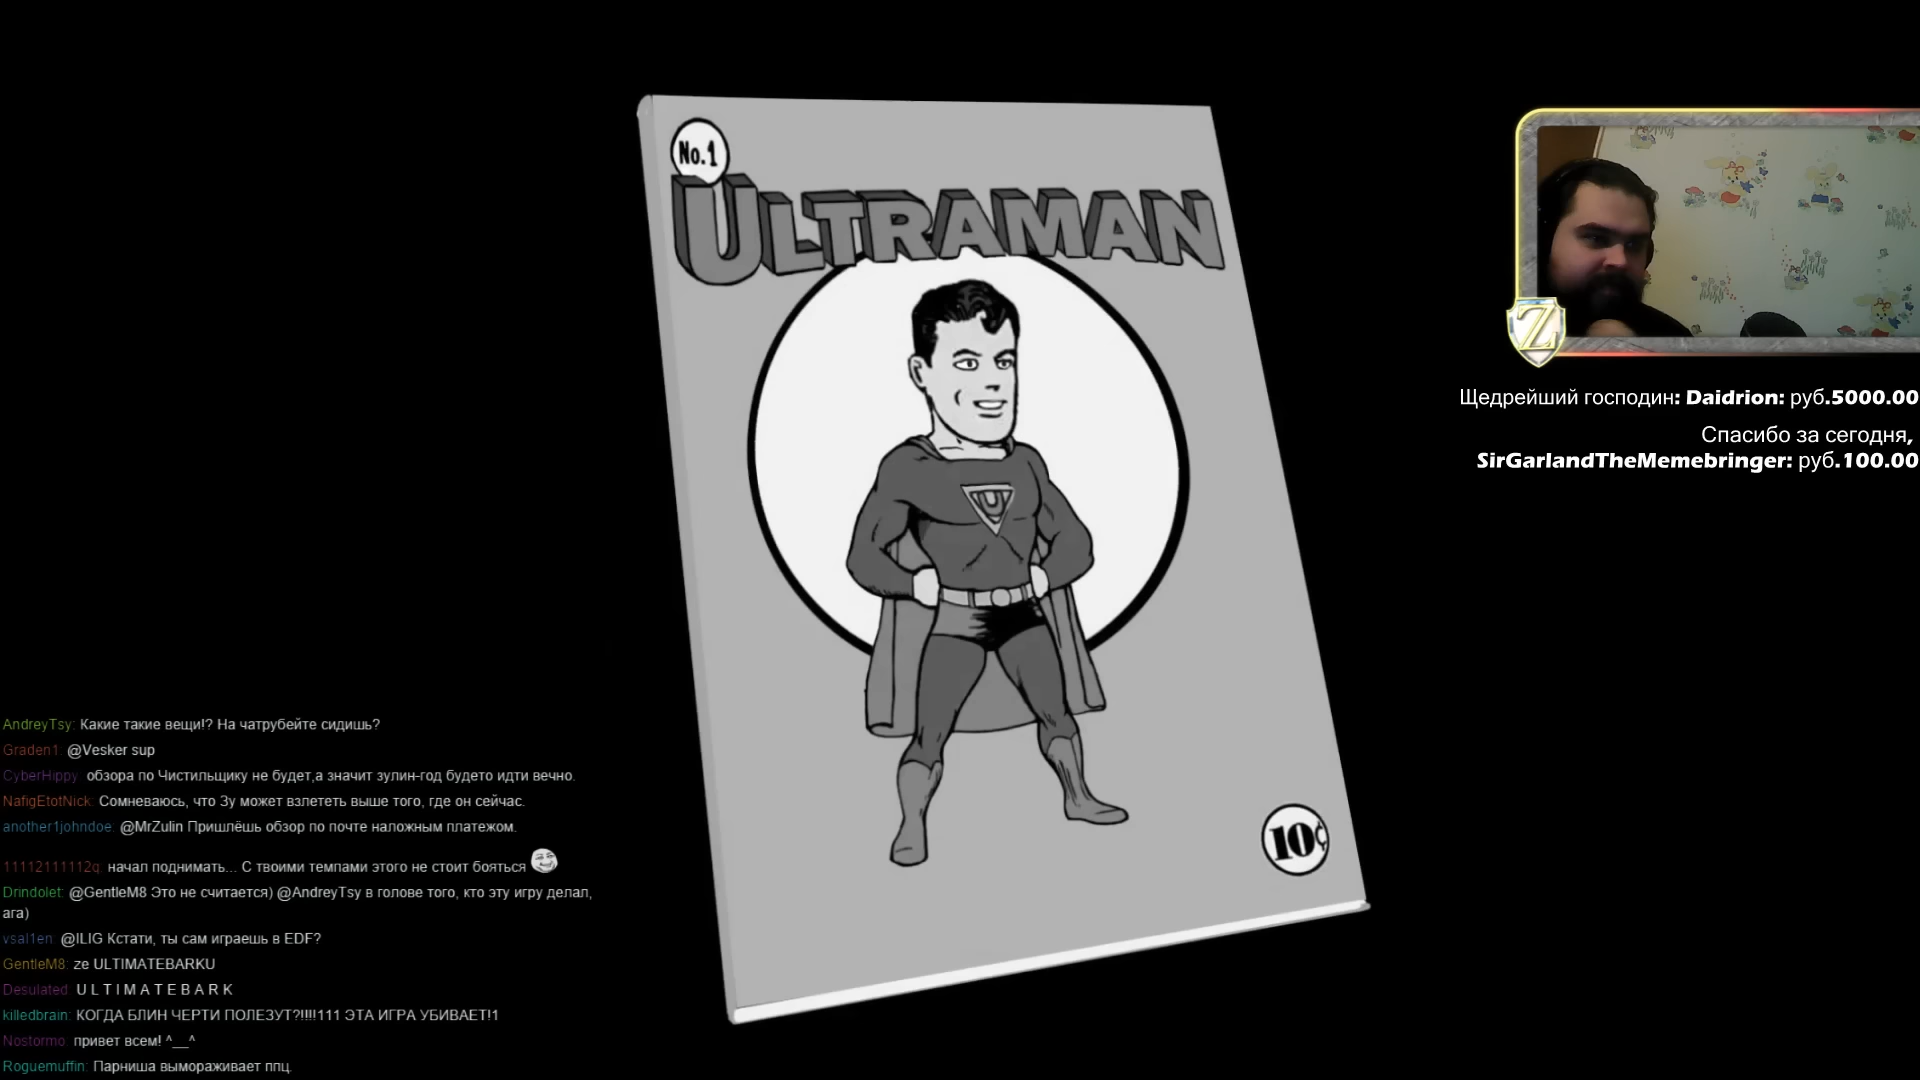 No.1
ULTRAMAN
U
10¢
Z
Щедрейший господин: Daidrion: руб.5000.00
Спасибо за сегодня,
SirGarlandTheMemebringer: руб.100.00
AndreyTsy: Какие такие вещи!? На чатрубейте сидишь?
Graden1: @Vesker sup
CyberHippy: обзора по Чистильщику не будет,а значит зулин-год будето идти вечно.
NafigEtotNick: Сомневаюсь, что Зу может взлететь выше того, где он сейчас.
another1johndoe: @MrZulin Пришлёшь обзор по почте наложным платежом.
11112111112q: начал поднимать... С твоими темпами этого не стоит бояться
Drindolet: @GentleM8 Это не считается) @AndreyTsy в голове того, кто эту игру делал,
ага)
vsal1en: @ILIG Кстати, ты сам играешь в EDF?
GentleM8: ze ULTIMATEBARKU
Desulated: U L T I M A T E B A R K
killedbrain: КОГДА БЛИН ЧЕРТИ ПОЛЕЗУТ?!!!!111 ЭТА ИГРА УБИВАЕТ!1
Nostormo: привет всем! ^__^
Roguemuffin: Парниша вымораживает ппц.